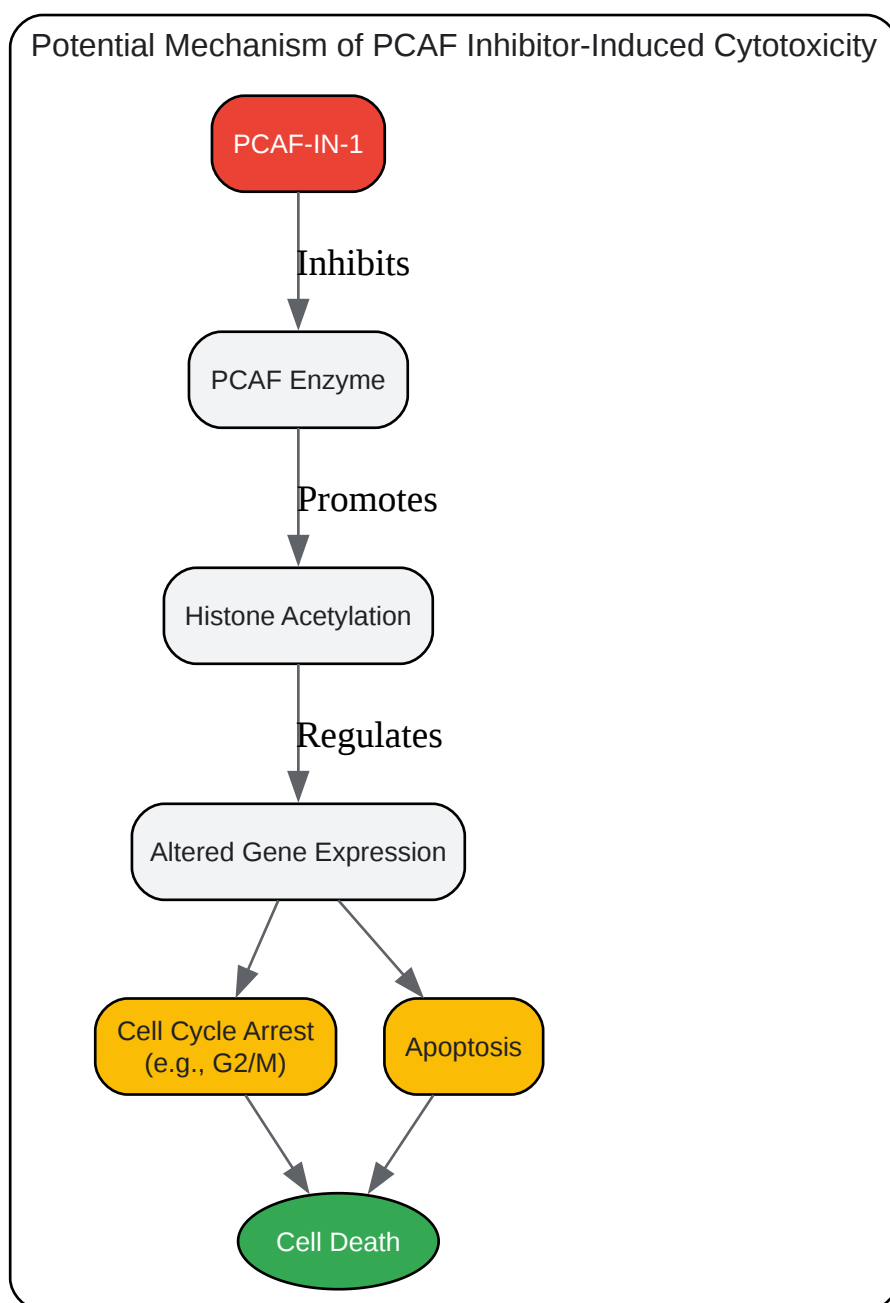 Potential Mechanism of PCAF Inhibitor-Induced Cytotoxicity
PCAF-IN-1
Inhibits
PCAF Enzyme
Promotes
Histone Acetylation
Regulates
Altered Gene Expression
Cell Cycle Arrest
(e.g., G2/M)
Apoptosis
Cell Death